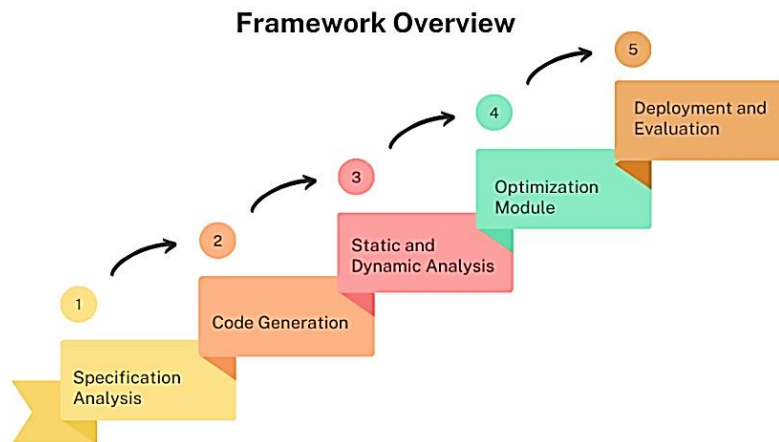 Framework Overview
1
Specification
Analysis
2
Code Generation
3
Static and
Dynamic Analysis
4
Optimization
Module
5
Deployment and
Evaluation